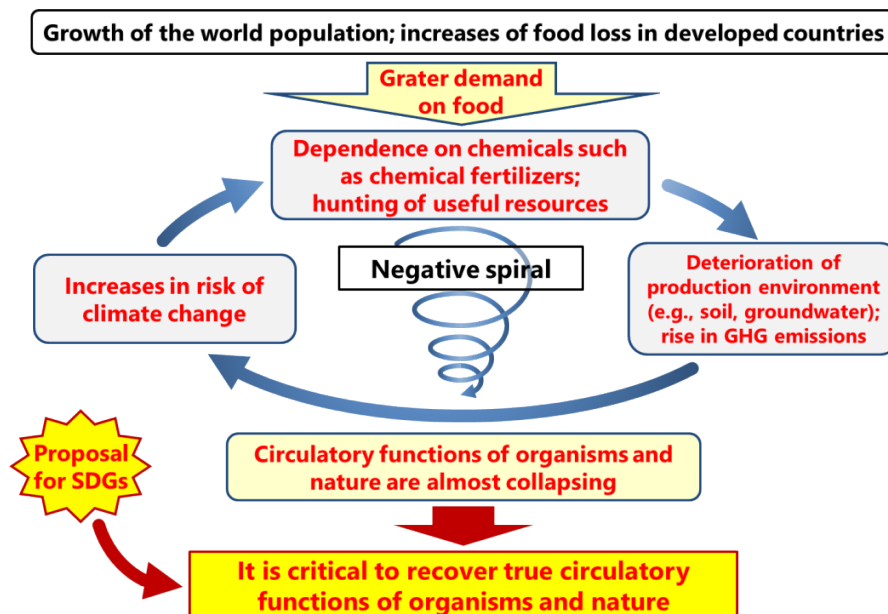 Growth of the world population; increases of food loss in developed countries
Grater demand
on food
Dependence on chemicals such
as chemical fertilizers;
hunting of useful resources
Negative spiral
Increases in risk of
climate change
Deterioration of
production environment
(e.g., soil, groundwater);
rise in GHG emissions
Circulatory functions of organisms and
nature are almost collapsing
Proposal
for SDGs
It is critical to recover true circulatory
functions of organisms and nature